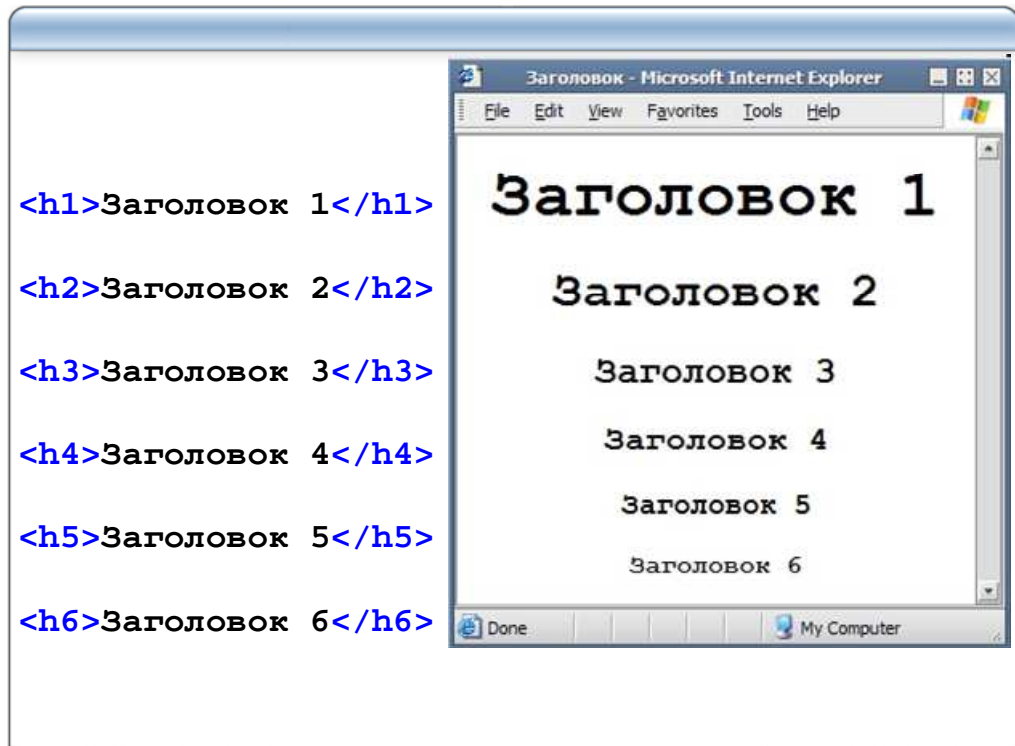 <h1>Заголовок 1</h1>
<h2>Заголовок 2</h2>
<h3>Заголовок 3</h3>
<h4>Заголовок 4</h4>
<h5>Заголовок 5</h5>
<h6>Заголовок 6</h6>
Заголовок - Microsoft Internet Explorer
File Edit View Favorites Tools Help
Заголовок 1
Заголовок 2
Заголовок 3
Заголовок 4
Заголовок 5
Заголовок 6
Done My Computer